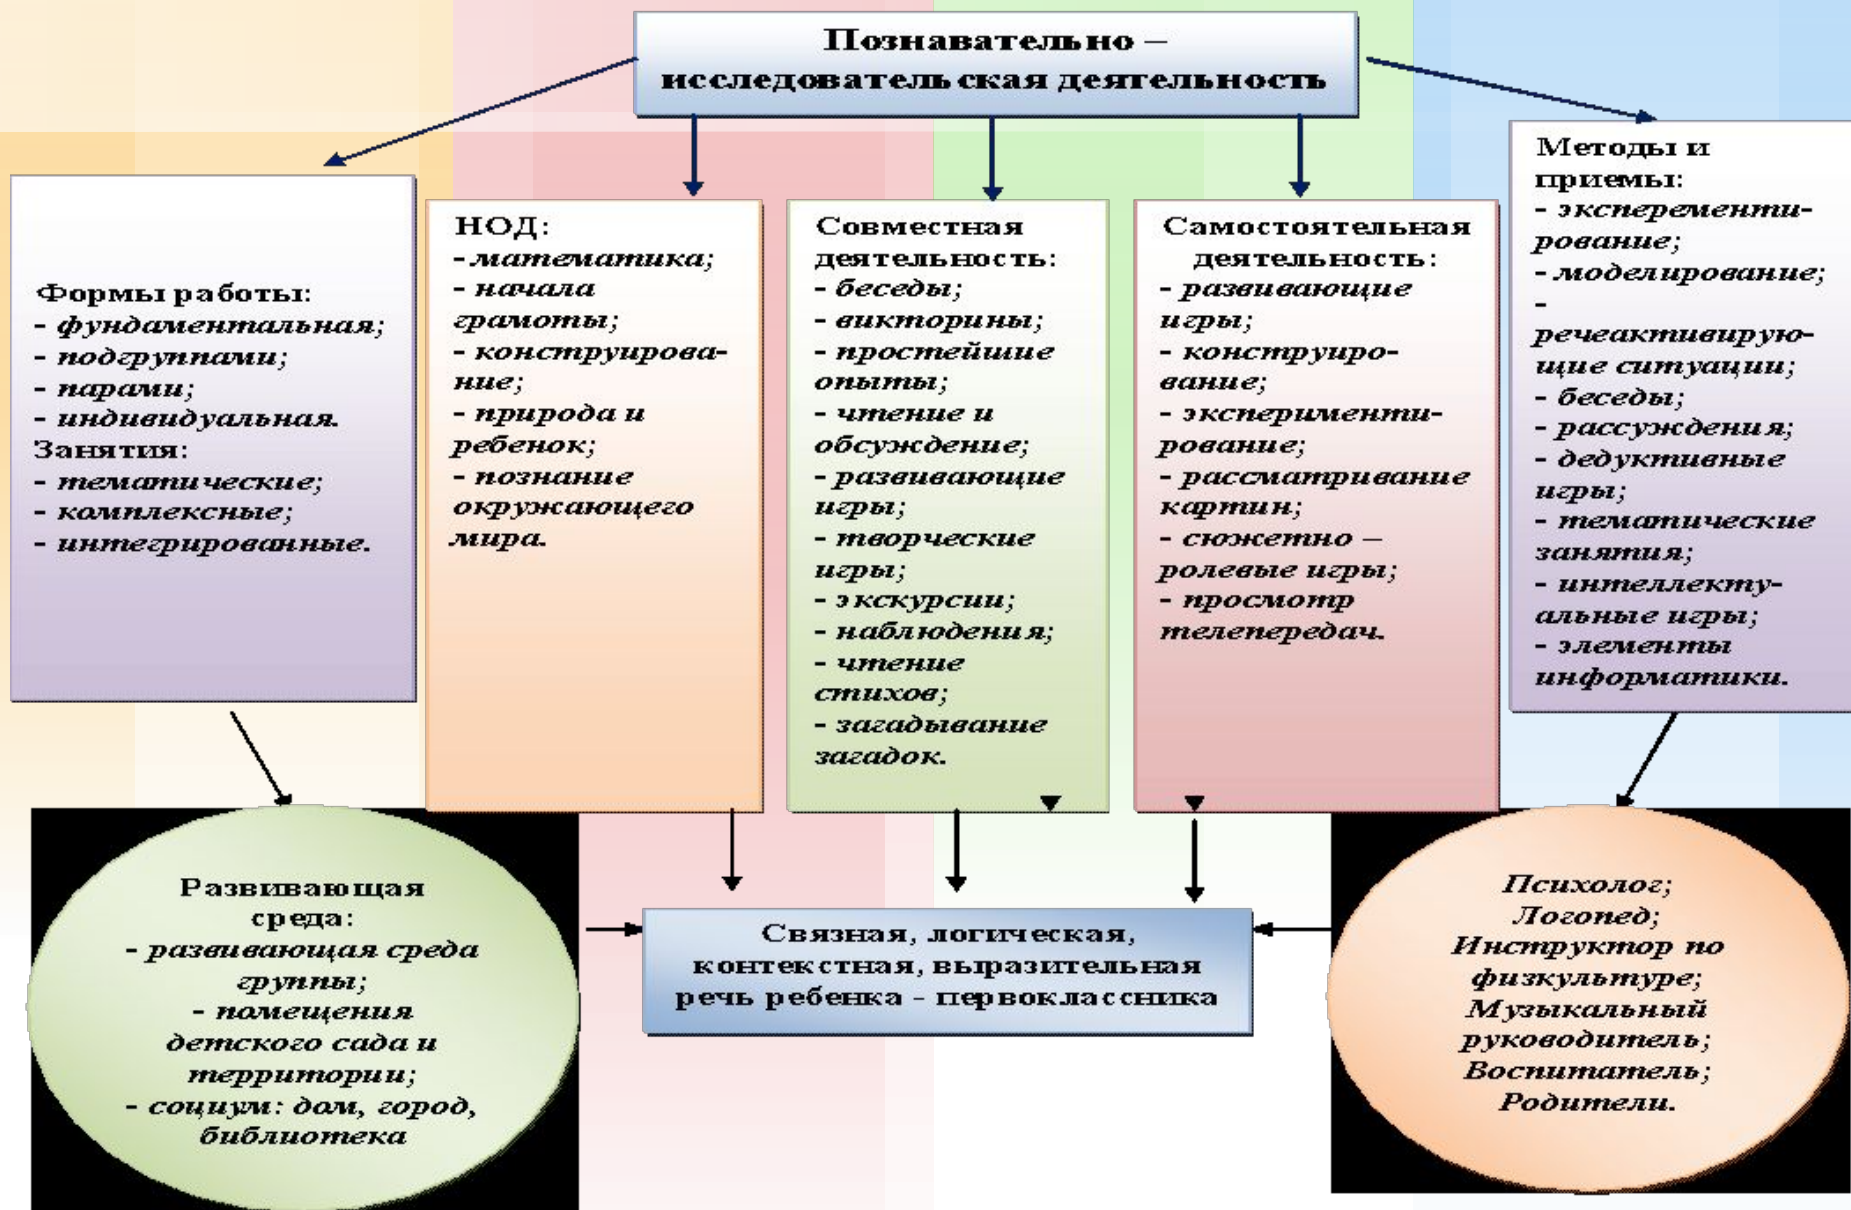 Познавательно –
исследовательская деятельность
Формы работы:
- фундаментальная;
- подгруппами;
- парами;
- индивидуальная.
Занятия:
- тематические;
- комплексные;
- интегрированные.
НОД:
- математика;
- начала
грамоты;
- конструирова-
ние;
- природа и
ребенок;
- познание
окружающего
мира.
Совместная
деятельность:
- беседы;
- викторины;
- простейшие
опыты;
- чтение и
обсуждение;
- развивающие
игры;
- творческие
игры;
- экскурсии;
- наблюдения;
- чтение
стихов;
- загадывание
загадок.
Самостоятельная
деятельность:
- развивающие
игры;
- конструиро-
вание;
- эксперименти-
рование;
- рассматривание
картин;
- сюжетно –
ролевые игры;
- просмотр
телепередач.
Методы и
приемы:
- эксперементи-
рование;
- моделирование;
-
речеактивирую-
щие ситуации;
- беседы;
- рассуждения;
- дедуктивные
игры;
- тематические
занятия;
- интеллекту-
альные игры;
- элементы
информатики.
Развивающая
среда:
- развивающая среда
группы;
- помещения
детского сада и
территории;
- социум: дом, город,
библиотека
Связная, логическая,
контекстная, выразительная
речь ребенка - первоклассника
Психолог;
Логопед;
Инструктор по
физкультуре;
Музыкальный
руководитель;
Воспитатель;
Родители.